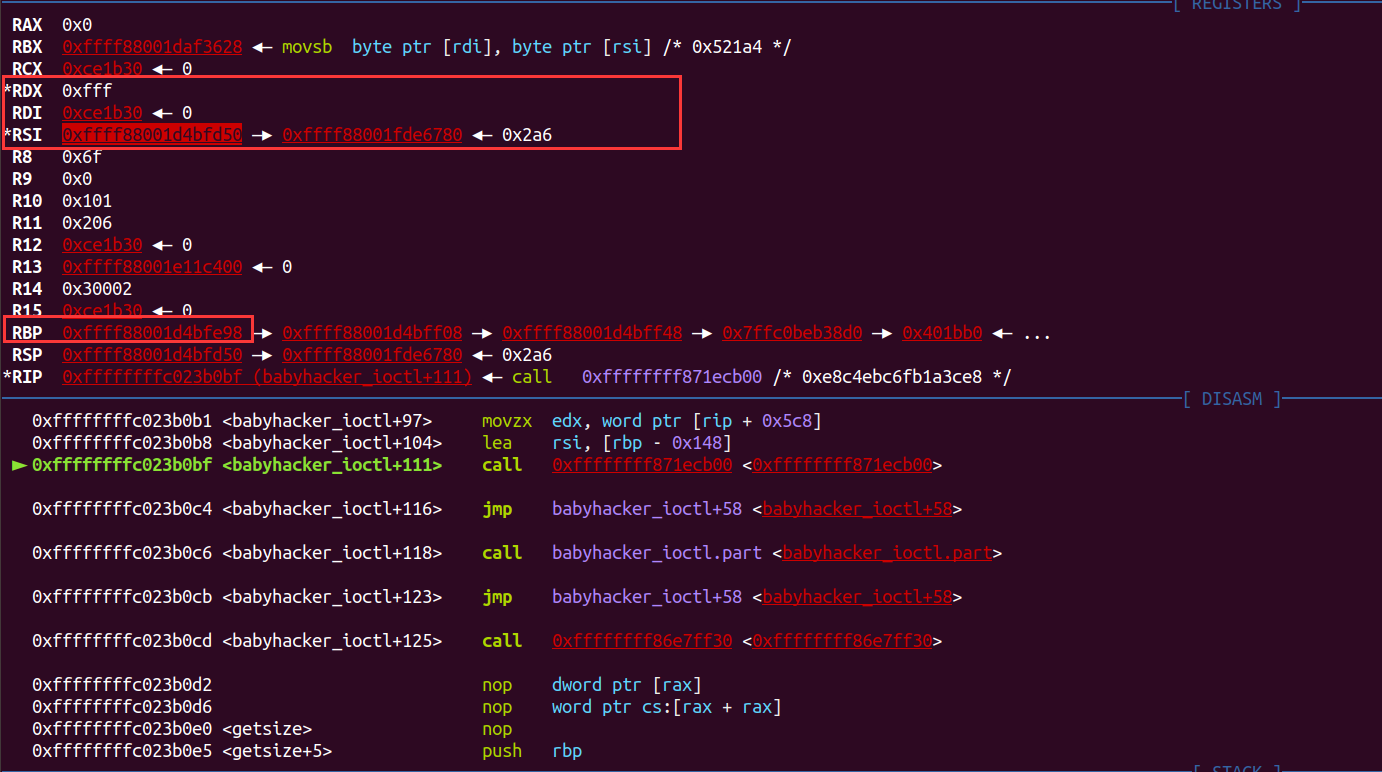 [ REGISTERS ]
RAX 0x0
RBX 0xffff88001daf3628 ◂— movsb byte ptr [rdi], byte ptr [rsi] /* 0x521a4 */
RCX 0xce1b30 ◂— 0
*RDX 0xfff
RDI 0xce1b30 ◂— 0
*RSI 0xffff88001d4bfd50 —▸ 0xffff88001fde6780 ◂— 0x2a6
R8 0x6f
R9 0x0
R10 0x101
R11 0x206
R12 0xce1b30 ◂— 0
R13 0xffff88001e11c400 ◂— 0
R14 0x30002
R15 0xce1b30 ◂— 0
RBP 0xffff88001d4bfe98 —▸ 0xffff88001d4bff08 —▸ 0xffff88001d4bff48 —▸ 0x7ffc0beb38d0 —▸ 0x401bb0 ◂— ...
RSP 0xffff88001d4bfd50 —▸ 0xffff88001fde6780 ◂— 0x2a6
*RIP 0xffffffffc023b0bf (babyhacker_ioctl+111) ◂— call 0xffffffff871ecb00 /* 0xe8c4ebc6fb1a3ce8 */
[ DISASM ]
0xffffffffc023b0b1 <babyhacker_ioctl+97> movzx edx, word ptr [rip + 0x5c8]
0xffffffffc023b0b8 <babyhacker_ioctl+104> lea rsi, [rbp - 0x148]
► 0xffffffffc023b0bf <babyhacker_ioctl+111> call 0xffffffff871ecb00 <0xffffffff871ecb00>
0xffffffffc023b0c4 <babyhacker_ioctl+116> jmp babyhacker_ioctl+58 <babyhacker_ioctl+58>
0xffffffffc023b0c6 <babyhacker_ioctl+118> call babyhacker_ioctl.part <babyhacker_ioctl.part>
0xffffffffc023b0cb <babyhacker_ioctl+123> jmp babyhacker_ioctl+58 <babyhacker_ioctl+58>
0xffffffffc023b0cd <babyhacker_ioctl+125> call 0xffffffff86e7ff30 <0xffffffff86e7ff30>
0xffffffffc023b0d2 nop dword ptr [rax]
0xffffffffc023b0d6 nop word ptr cs:[rax + rax]
0xffffffffc023b0e0 <getsize> nop
0xffffffffc023b0e5 <getsize+5> push rbp
[ STACK ]